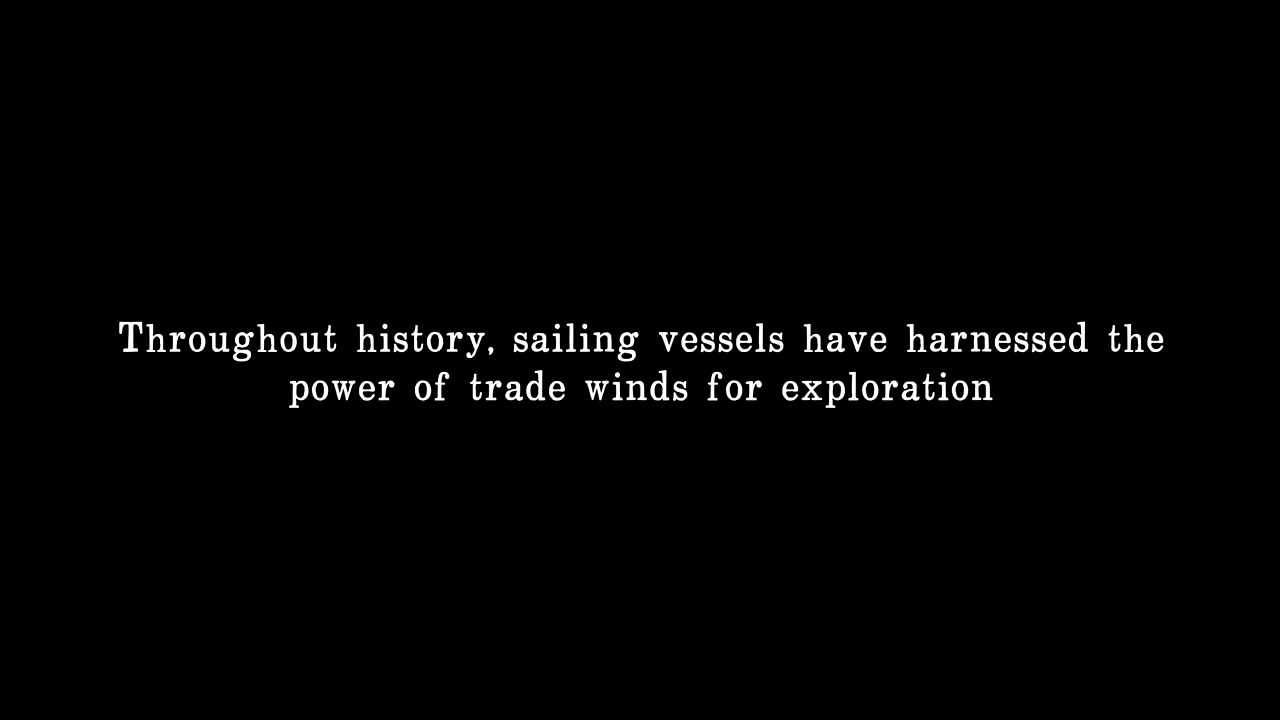 Throughout history, sailing vessels have harnessed the
power of trade winds for exploration